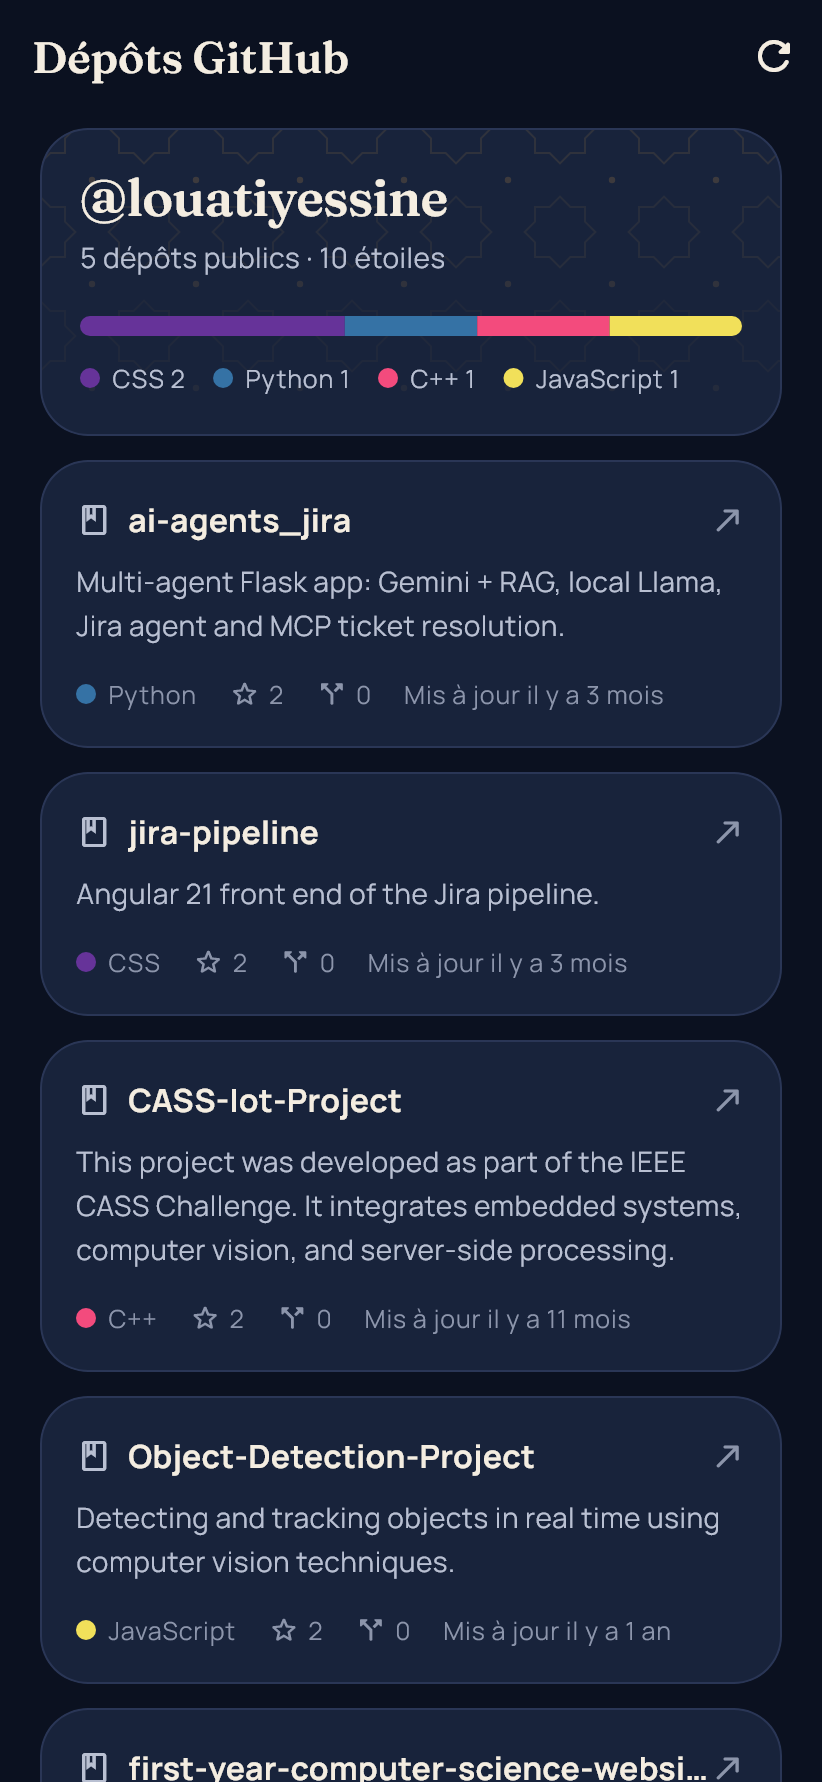 Dépôts GitHub
@louatiyessine
5 dépôts publics · 10 étoiles
CSS 2 Python 1 C++ 1 JavaScript 1
ai-agents_jira
Multi-agent Flask app: Gemini + RAG, local Llama,
Jira agent and MCP ticket resolution.
Python 2 0 Mis à jour il y a 3 mois
jira-pipeline
Angular 21 front end of the Jira pipeline.
CSS 2 0 Mis à jour il y a 3 mois
CASS-Iot-Project
This project was developed as part of the IEEE
CASS Challenge. It integrates embedded systems,
computer vision, and server-side processing.
C++ 2 0 Mis à jour il y a 11 mois
Object-Detection-Project
Detecting and tracking objects in real time using
computer vision techniques.
JavaScript 2 0 Mis à jour il y a 1 an
first-year-computer-science-websi...